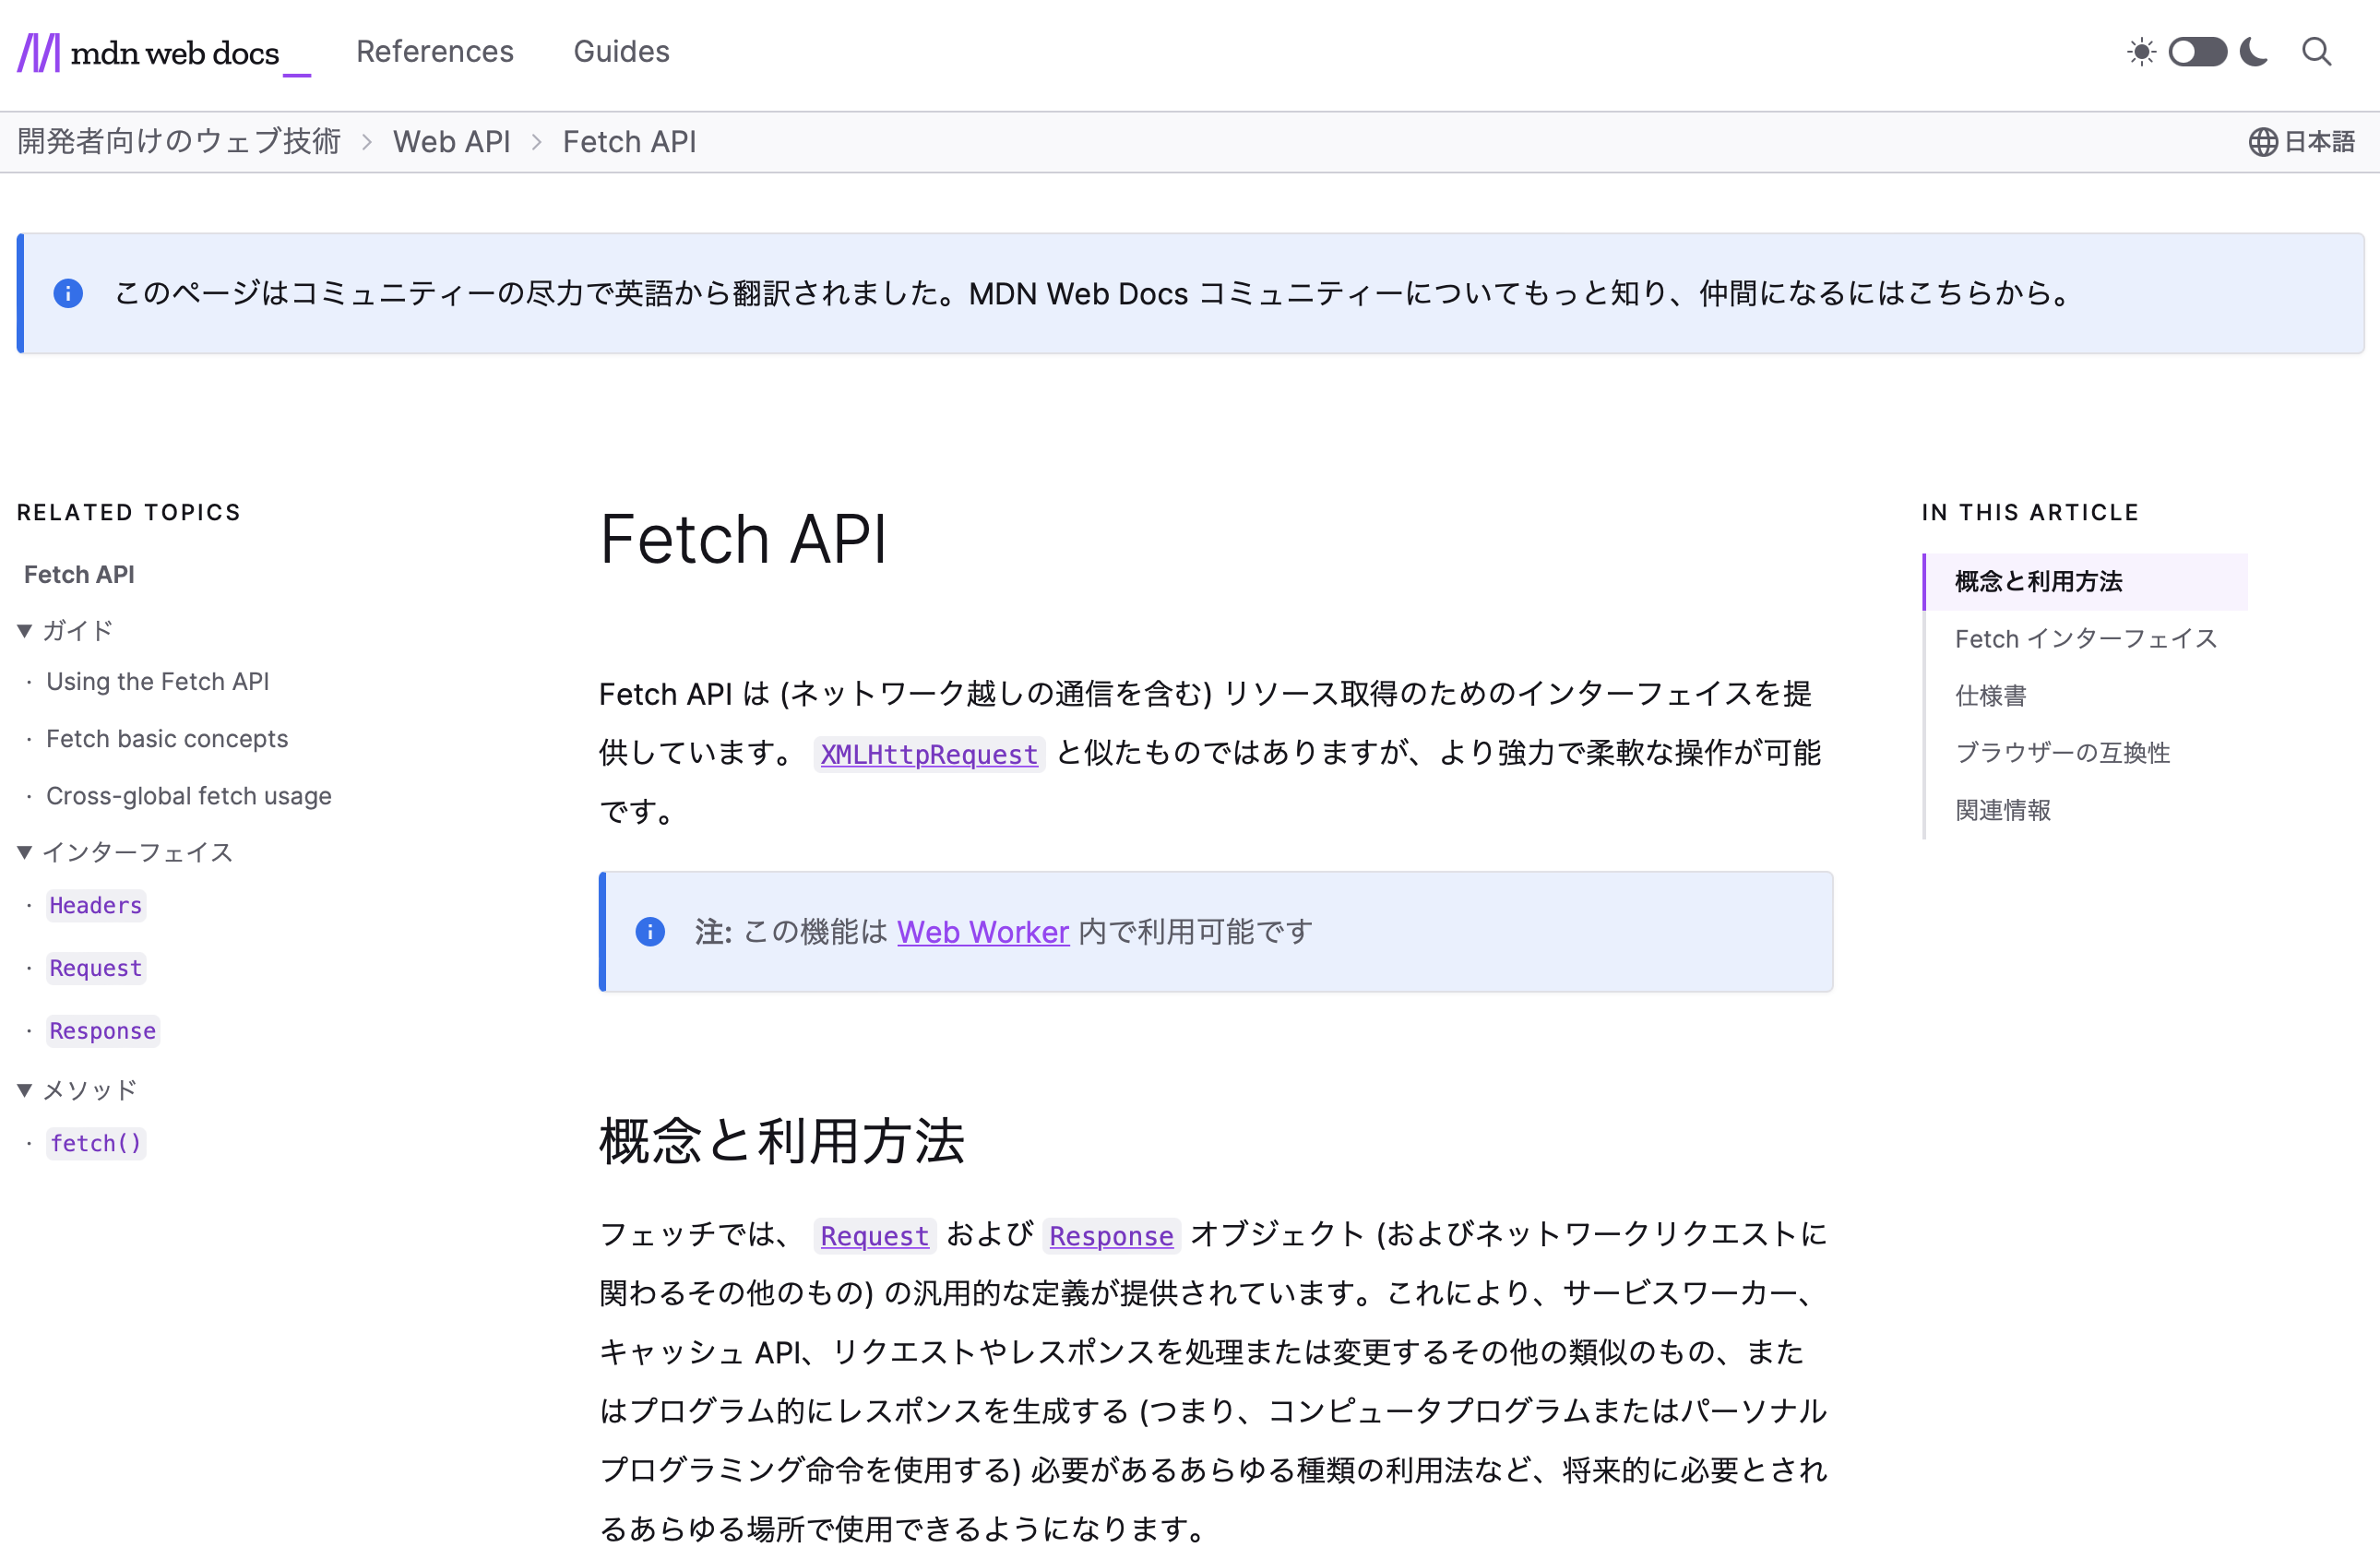 mdn web docs_ References Guides
開発者向けのウェブ技術 > Web API > Fetch API 日本語
このページはコミュニティーの尽力で英語から翻訳されました。MDN Web Docs コミュニティーについてもっと知り、仲間になるにはこちらから。
RELATED TOPICS
Fetch API
ガイド
Using the Fetch API
Fetch basic concepts
Cross-global fetch usage
インターフェイス
Headers
Request
Response
メソッド
fetch()
Fetch API
Fetch API は (ネットワーク越しの通信を含む) リソース取得のためのインターフェイスを提
供しています。 XMLHttpRequest と似たものではありますが、より強力で柔軟な操作が可能
です。
注: この機能は Web Worker 内で利用可能です
概念と利用方法
フェッチでは、 Request および Response オブジェクト (およびネットワークリクエストに
関わるその他のもの) の汎用的な定義が提供されています。これにより、サービスワーカー、
キャッシュ API、リクエストやレスポンスを処理または変更するその他の類似のもの、また
はプログラム的にレスポンスを生成する (つまり、コンピュータプログラムまたはパーソナル
プログラミング命令を使用する) 必要があるあらゆる種類の利用法など、将来的に必要とされ
るあらゆる場所で使用できるようになります。
IN THIS ARTICLE
概念と利用方法
Fetch インターフェイス
仕様書
ブラウザーの互換性
関連情報